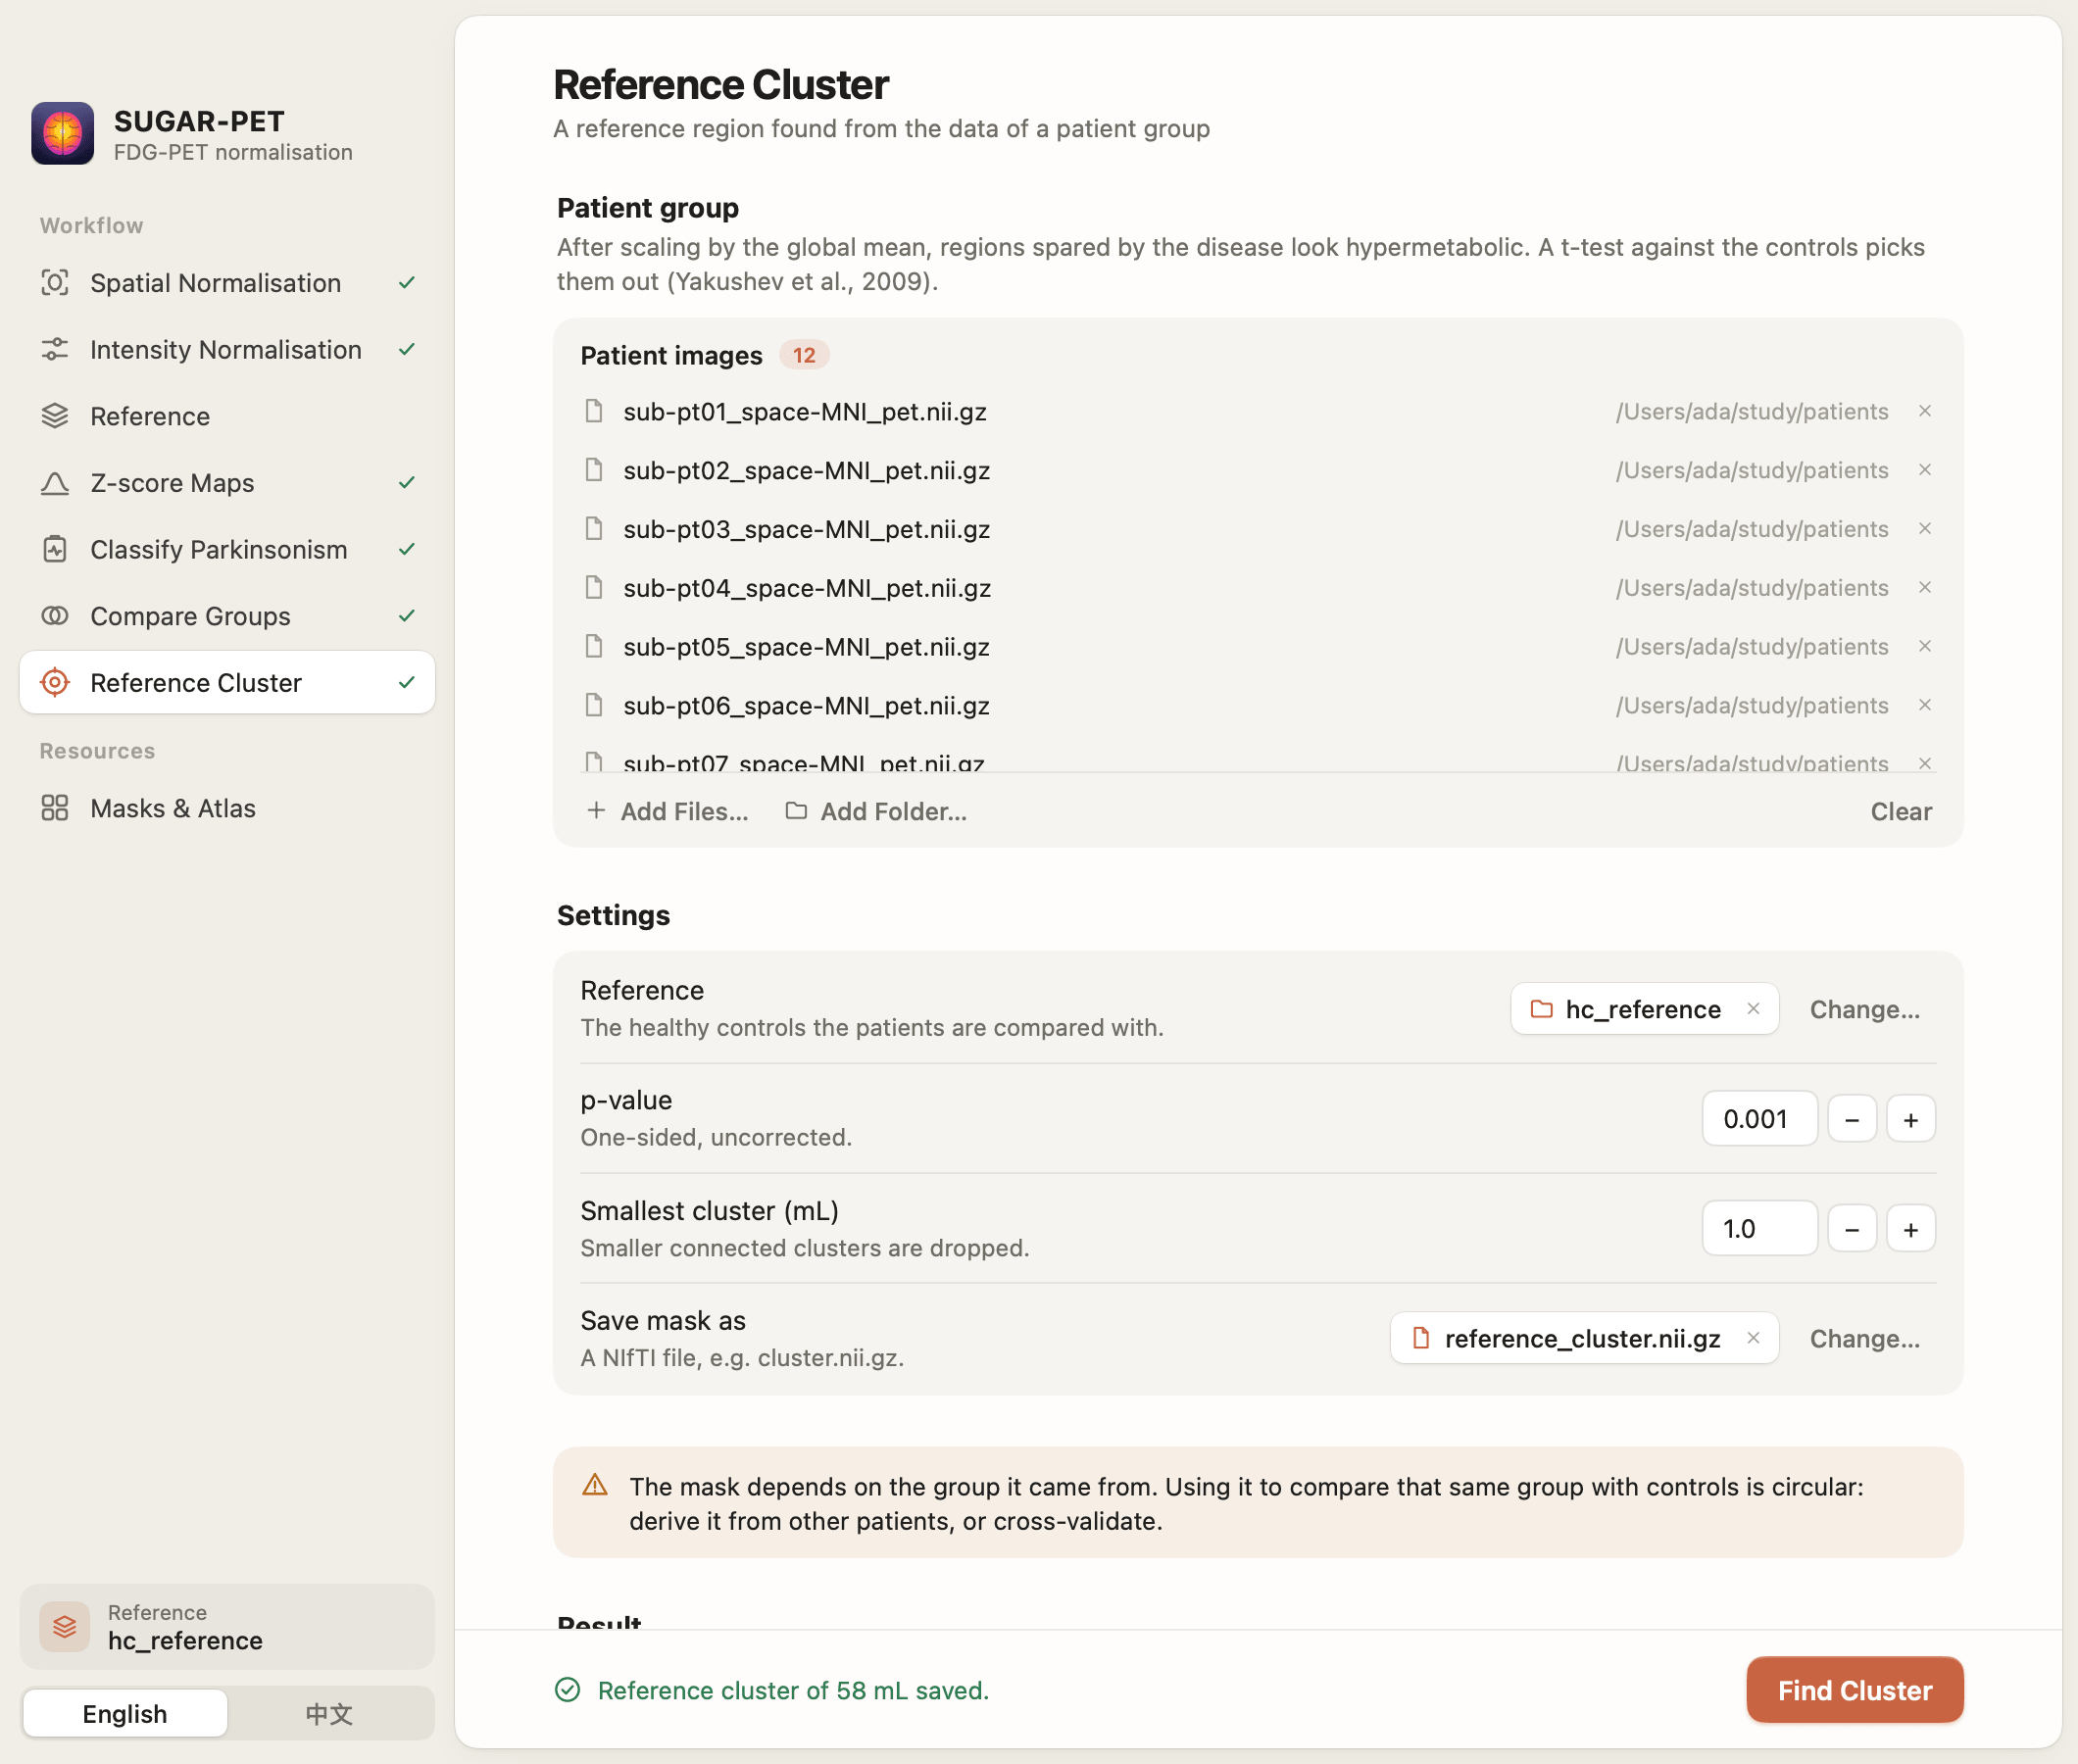 SUGAR-PET
FDG-PET normalisation
Workflow
Spatial Normalisation
Intensity Normalisation
Reference
Z-score Maps
Classify Parkinsonism
Compare Groups
Reference Cluster
Resources
Masks & Atlas
Reference
hc_reference
English
中文
Reference Cluster
A reference region found from the data of a patient group
Patient group
After scaling by the global mean, regions spared by the disease look hypermetabolic. A t-test against the controls picks
them out (Yakushev et al., 2009).
Patient images 12
sub-pt01_space-MNI_pet.nii.gz /Users/ada/study/patients
sub-pt02_space-MNI_pet.nii.gz /Users/ada/study/patients
sub-pt03_space-MNI_pet.nii.gz /Users/ada/study/patients
sub-pt04_space-MNI_pet.nii.gz /Users/ada/study/patients
sub-pt05_space-MNI_pet.nii.gz /Users/ada/study/patients
sub-pt06_space-MNI_pet.nii.gz /Users/ada/study/patients
sub-pt07_space-MNI_pet.nii.gz /Users/ada/study/patients
+ Add Files... Add Folder... Clear
Settings
Reference
The healthy controls the patients are compared with.
hc_reference × Change...
p-value
One-sided, uncorrected.
0.001 − +
Smallest cluster (mL)
Smaller connected clusters are dropped.
1.0 − +
Save mask as
A NIfTI file, e.g. cluster.nii.gz.
reference_cluster.nii.gz × Change...
The mask depends on the group it came from. Using it to compare that same group with controls is circular:
derive it from other patients, or cross-validate.
Result
Reference cluster of 58 mL saved.
Find Cluster